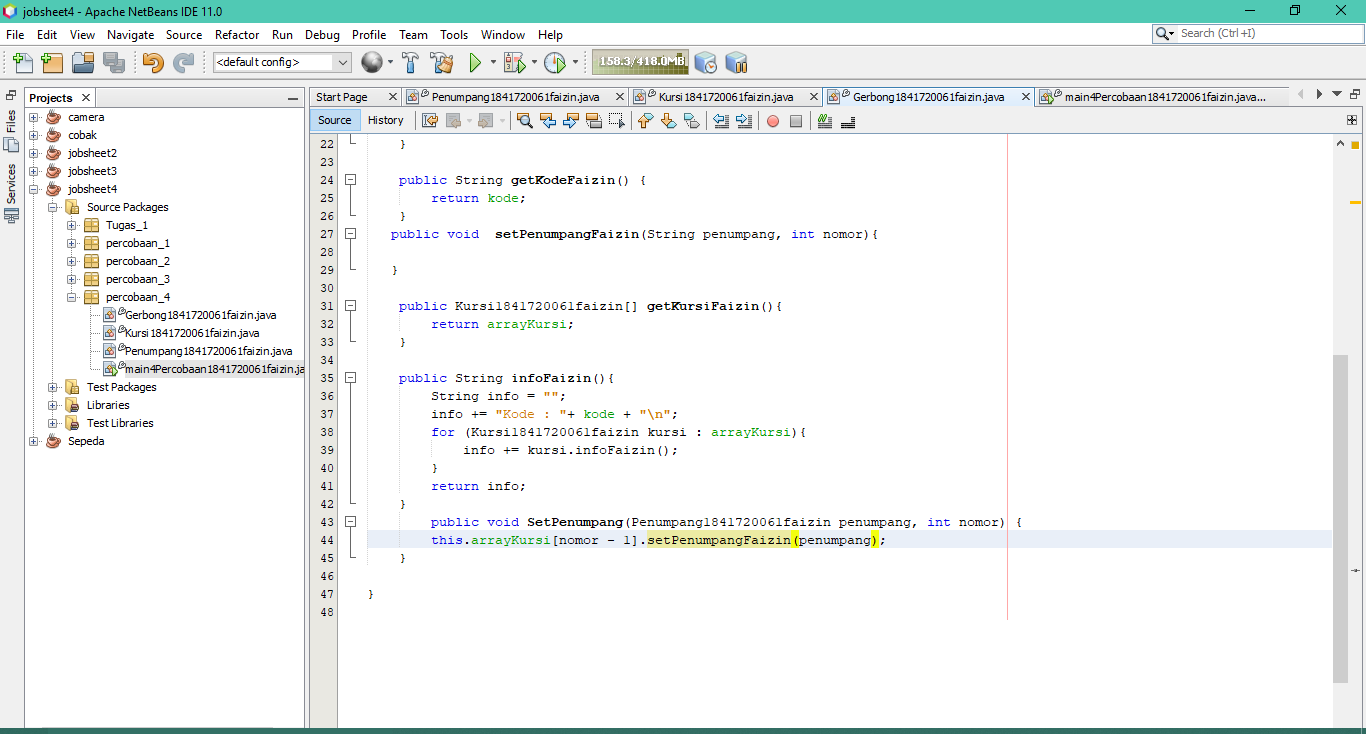 jobsheet4 - Apache NetBeans IDE 11.0
File Edit View Navigate Source Refactor Run Debug Profile Team Tools Window Help
Search (Ctrl+I)
<default config>
158.3/418.0MB
Files
Services
Projects
camera
cobak
jobsheet2
jobsheet3
jobsheet4
Source Packages
Tugas_1
percobaan_1
percobaan_2
percobaan_3
percobaan_4
Gerbong1841720061faizin.java
Kursi1841720061faizin.java
Penumpang1841720061faizin.java
main4Percobaan1841720061faizin.ja
Test Packages
Libraries
Test Libraries
Sepeda
Start Page Penumpang1841720061faizin.java Kursi1841720061faizin.java Gerbong1841720061faizin.java main4Percobaan1841720061faizin.java...
Source History
22 }
23
24 public String getKodeFaizin() {
25 return kode;
26 }
27 public void  setPenumpangFaizin(String penumpang, int nomor){
28
29 }
30
31 public Kursi1841720061faizin[] getKursiFaizin(){
32 return arrayKursi;
33 }
34
35 public String infoFaizin(){
36 String info = "";
37 info += "Kode : "+ kode + "\n";
38 for (Kursi1841720061faizin kursi : arrayKursi){
39 info += kursi.infoFaizin();
40 }
41 return info;
42 }
43 public void SetPenumpang(Penumpang1841720061faizin penumpang, int nomor) {
44 this.arrayKursi[nomor - 1].setPenumpangFaizin(penumpang);
45 }
46
47 }
48